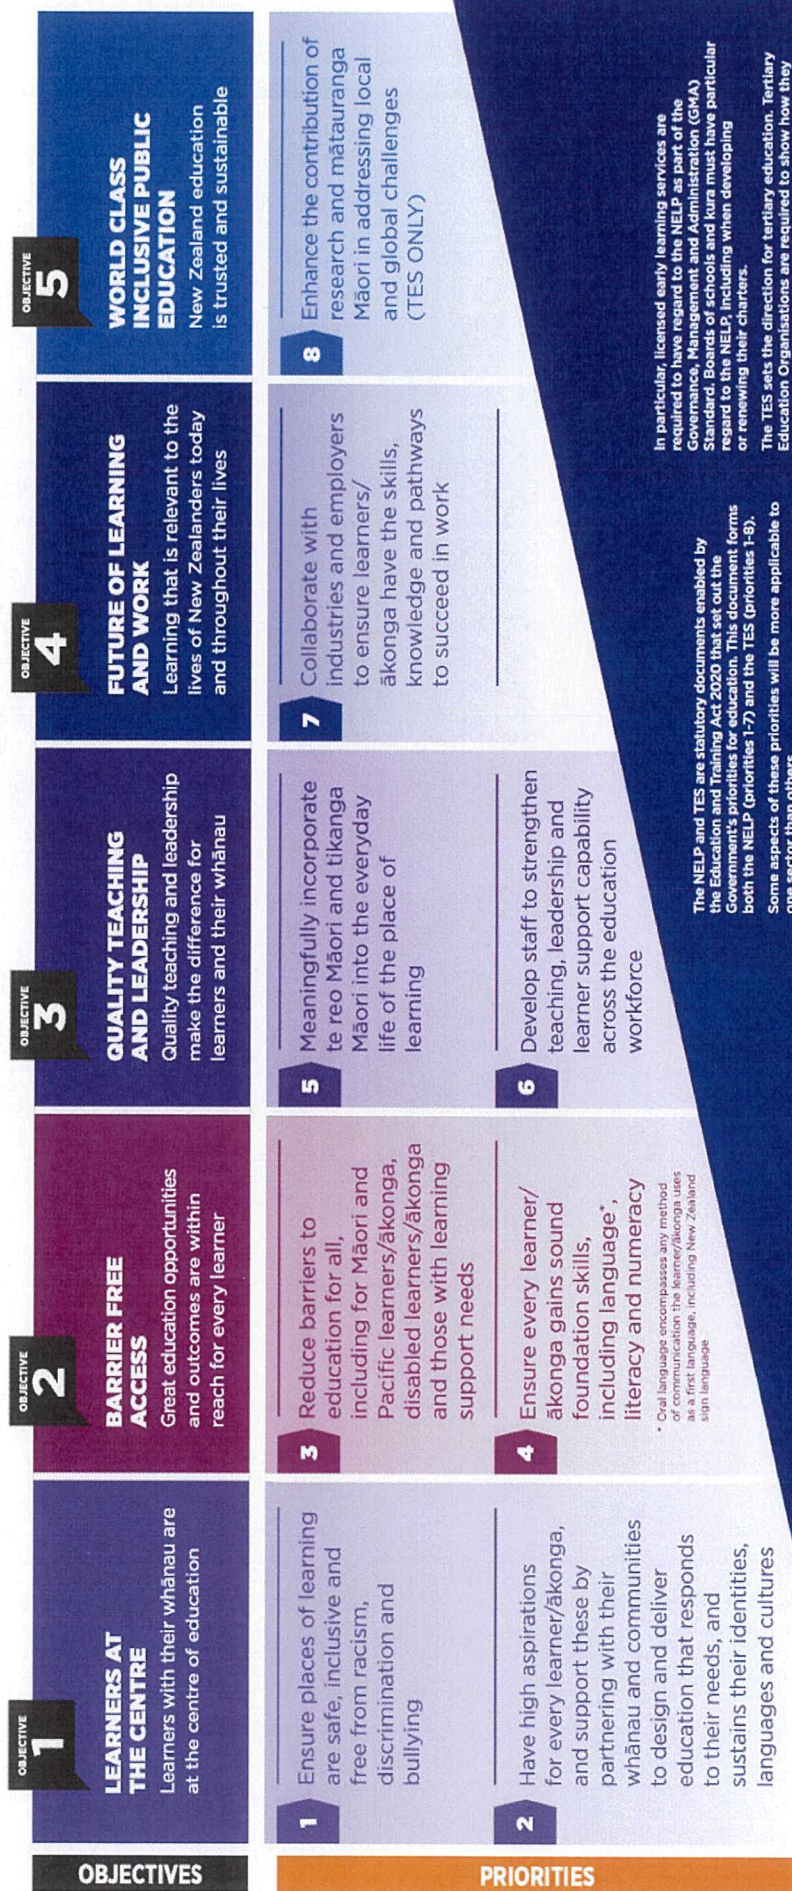 OBJECTIVES
OBJECTIVE
1
LEARNERS AT
THE CENTRE
Learners with their whānau are
at the centre of education
OBJECTIVE
2
BARRIER FREE
ACCESS
Great education opportunities
and outcomes are within
reach for every learner
OBJECTIVE
3
QUALITY TEACHING
AND LEADERSHIP
Quality teaching and leadership
make the difference for
learners and their whānau
OBJECTIVE
4
FUTURE OF LEARNING
AND WORK
Learning that is relevant to the
lives of New Zealanders today
and throughout their lives
OBJECTIVE
5
WORLD CLASS
INCLUSIVE PUBLIC
EDUCATION
New Zealand education
is trusted and sustainable
PRIORITIES
1
Ensure places of learning
are safe, inclusive and
free from racism,
discrimination and
bullying
2
Have high aspirations
for every learner/ākonga,
and support these by
partnering with their
whānau and communities
to design and deliver
education that responds
to their needs, and
sustains their identities,
languages and cultures
3
Reduce barriers to
education for all,
including for Māori and
Pacific learners/ākonga,
disabled learners/ākonga
and those with learning
support needs
4
Ensure every learner/
ākonga gains sound
foundation skills,
including language*,
literacy and numeracy
* Oral language encompasses any method
of communication the learner/ākonga uses
as a first language, including New Zealand
sign language
5
Meaningfully incorporate
te reo Māori and tikanga
Māori into the everyday
life of the place of
learning
6
Develop staff to strengthen
teaching, leadership and
learner support capability
across the education
workforce
7
Collaborate with
industries and employers
to ensure learners/
ākonga have the skills,
knowledge and pathways
to succeed in work
8
Enhance the contribution of
research and mātauranga
Māori in addressing local
and global challenges
(TES ONLY)
The NELP and TES are statutory documents enabled by
the Education and Training Act 2020 that set out the
Government's priorities for education. This document forms
both the NELP (priorities 1-7) and the TES (priorities 1-8).
Some aspects of these priorities will be more applicable to
one sector than others.
In particular, licensed early learning services are
required to have regard to the NELP as part of the
Governance, Management and Administration (GMA)
Standard. Boards of schools and kura must have particular
regard to the NELP, including when developing
or renewing their charters.
The TES sets the direction for tertiary education. Tertiary
Education Organisations are required to show how they